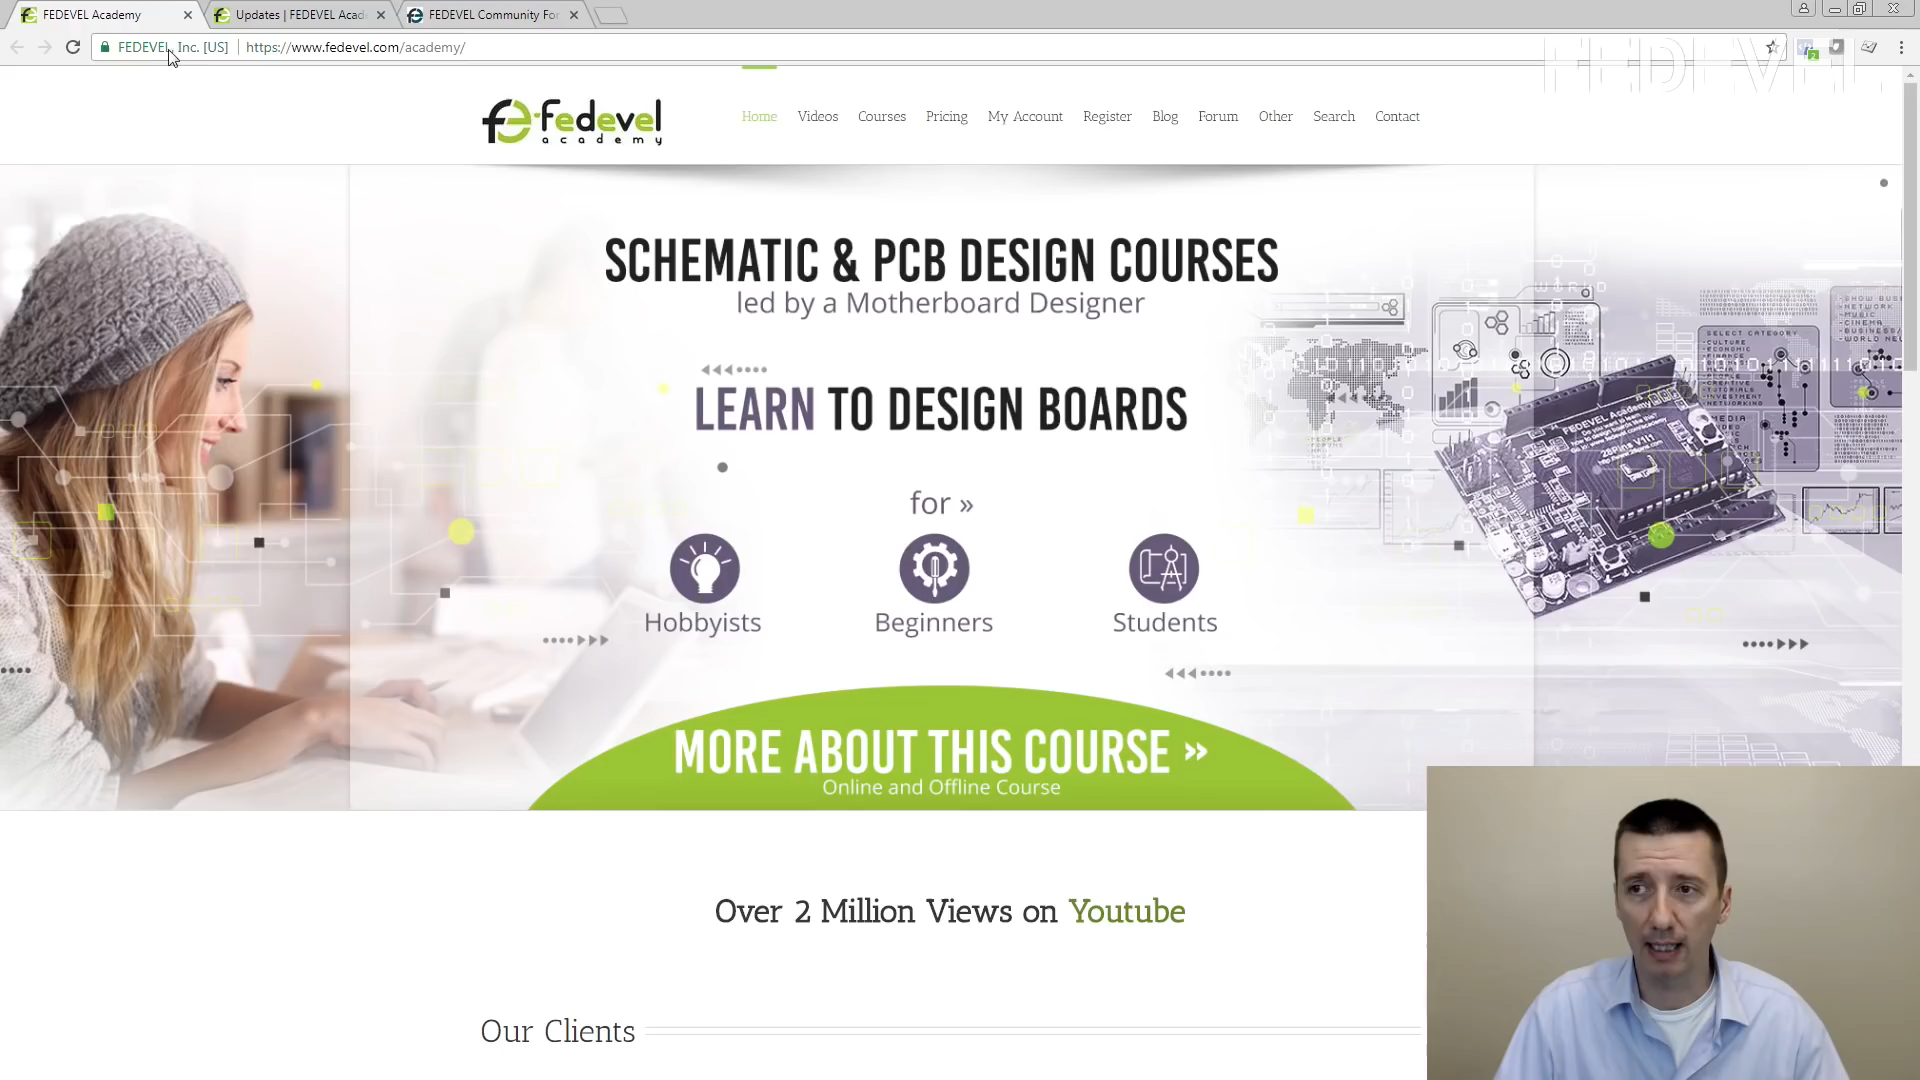 FEDEVEL Academy
Updates | FEDEVEL Acad
FEDEVEL Community For
FEDEVEL, Inc. [US]
https://www.fedevel.com/academy/
FEDEVEL
fedevel
academy
Home
Videos
Courses
Pricing
My Account
Register
Blog
Forum
Other
Search
Contact
SCHEMATIC & PCB DESIGN COURSES
led by a Motherboard Designer
LEARN TO DESIGN BOARDS
for »
Hobbyists
Beginners
Students
MORE ABOUT THIS COURSE »
Online and Offline Course
Over 2 Million Views on Youtube
Our Clients